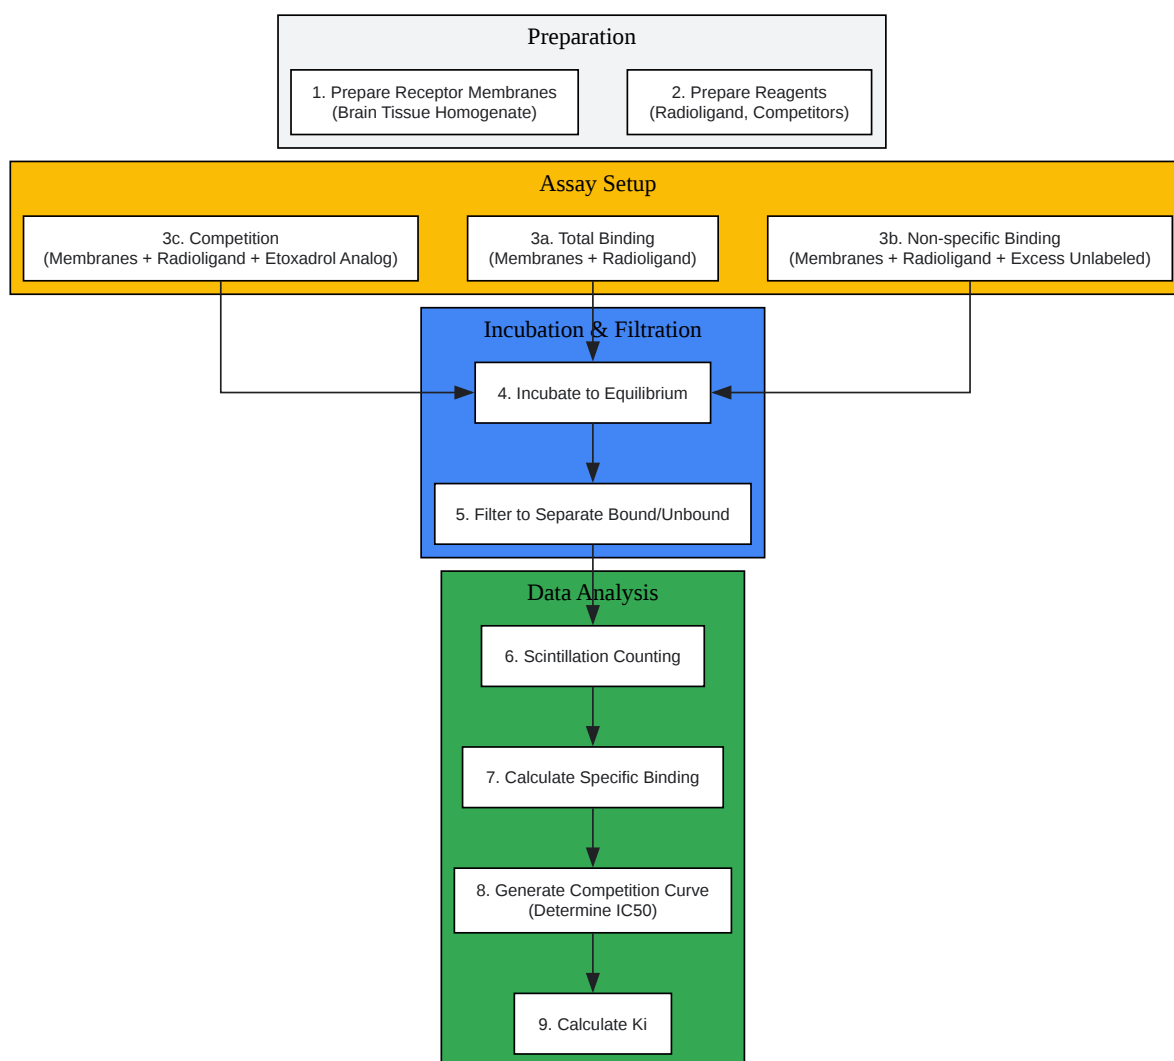 Preparation
1. Prepare Receptor Membranes
(Brain Tissue Homogenate)
2. Prepare Reagents
(Radioligand, Competitors)
Assay Setup
3c. Competition
(Membranes + Radioligand + Etoxadrol Analog)
3a. Total Binding
(Membranes + Radioligand)
3b. Non-specific Binding
(Membranes + Radioligand + Excess Unlabeled)
Incubation & Filtration
4. Incubate to Equilibrium
5. Filter to Separate Bound/Unbound
Data Analysis
6. Scintillation Counting
7. Calculate Specific Binding
8. Generate Competition Curve
(Determine IC50)
9. Calculate Ki